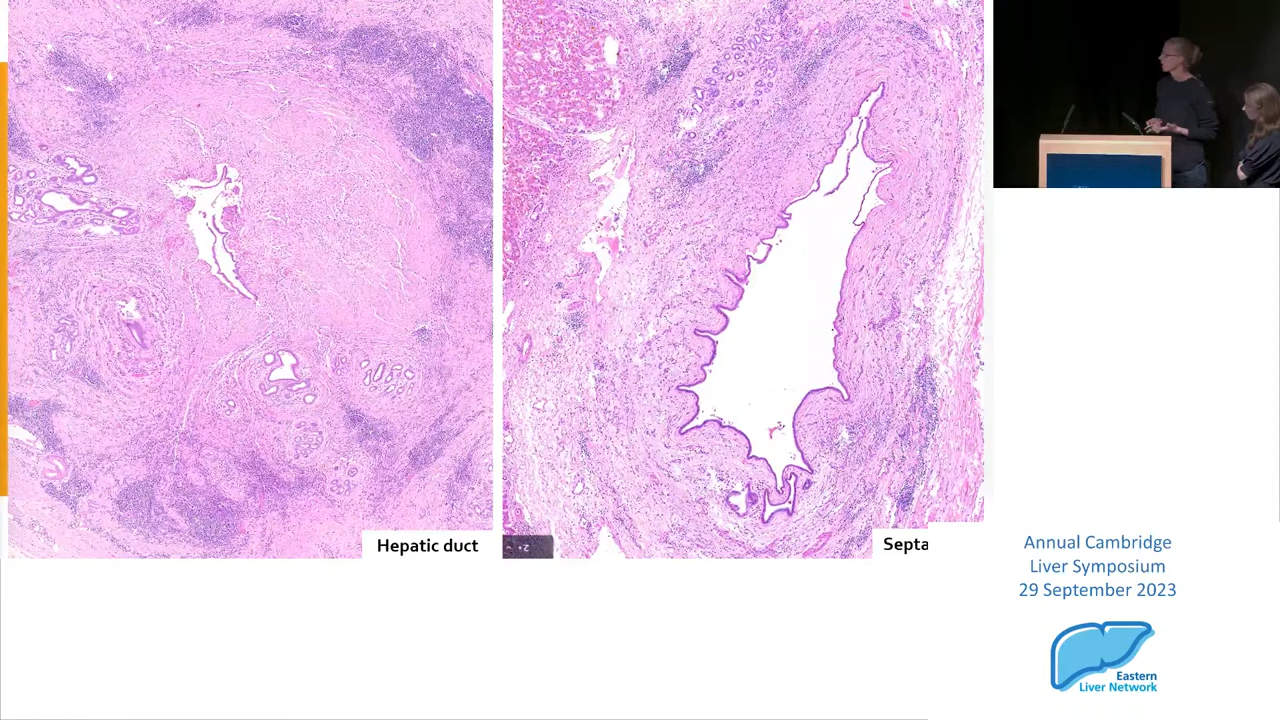 Hepatic duct
Septa
Annual Cambridge
Liver Symposium
29 September 2023
Eastern
Liver Network